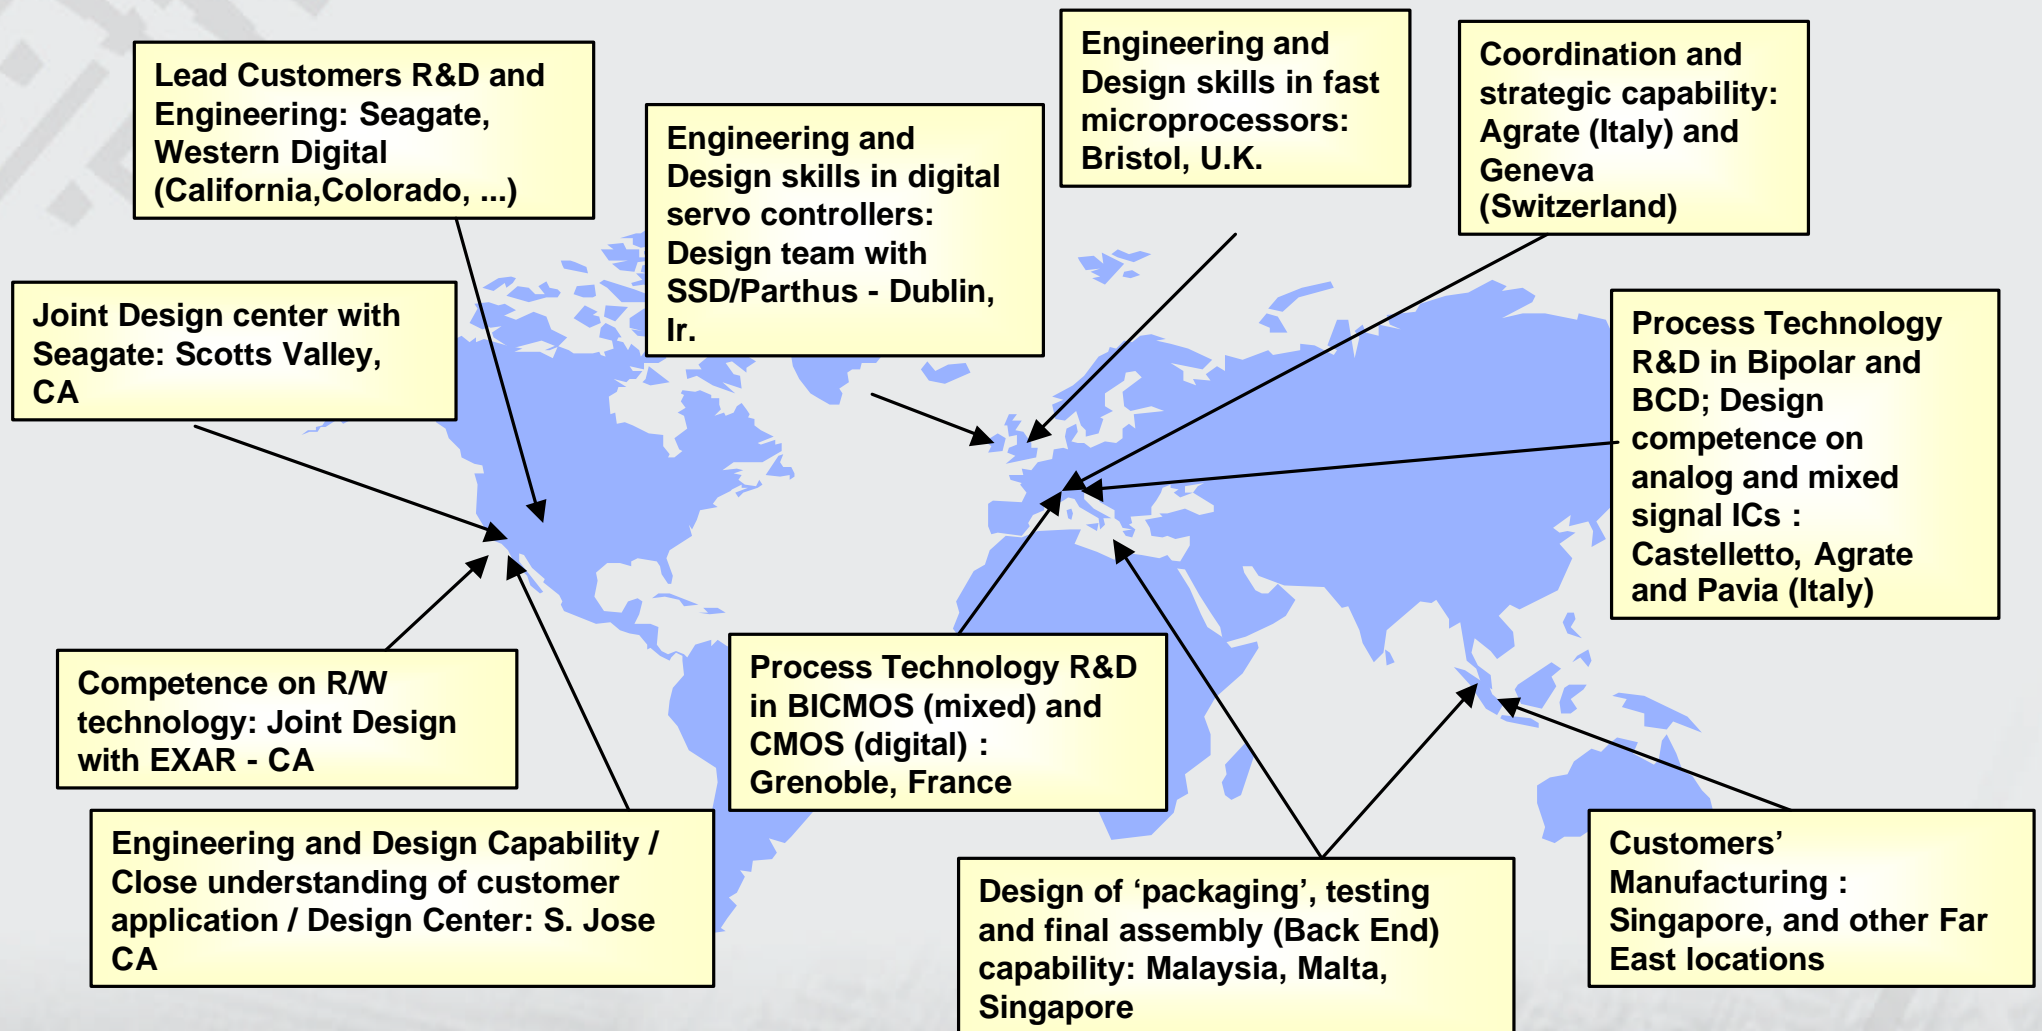 Lead Customers R&D and
Engineering: Seagate,
Western Digital
(California,Colorado, ...)
Engineering and
Design skills in digital
servo controllers:
Design team with
SSD/Parthus - Dublin,
Ir.
Engineering and
Design skills in fast
microprocessors:
Bristol, U.K.
Coordination and
strategic capability:
Agrate (Italy) and
Geneva
(Switzerland)
Joint Design center with
Seagate: Scotts Valley,
CA
Process Technology
R&D in Bipolar and
BCD; Design
competence on
analog and mixed
signal ICs :
Castelletto, Agrate
and Pavia (Italy)
Competence on R/W
technology: Joint Design
with EXAR - CA
Process Technology R&D
in BICMOS (mixed) and
CMOS (digital) :
Grenoble, France
Engineering and Design Capability /
Close understanding of customer
application / Design Center: S. Jose
CA
Design of ‘packaging’, testing
and final assembly (Back End)
capability: Malaysia, Malta,
Singapore
Customers’
Manufacturing :
Singapore, and other Far
East locations